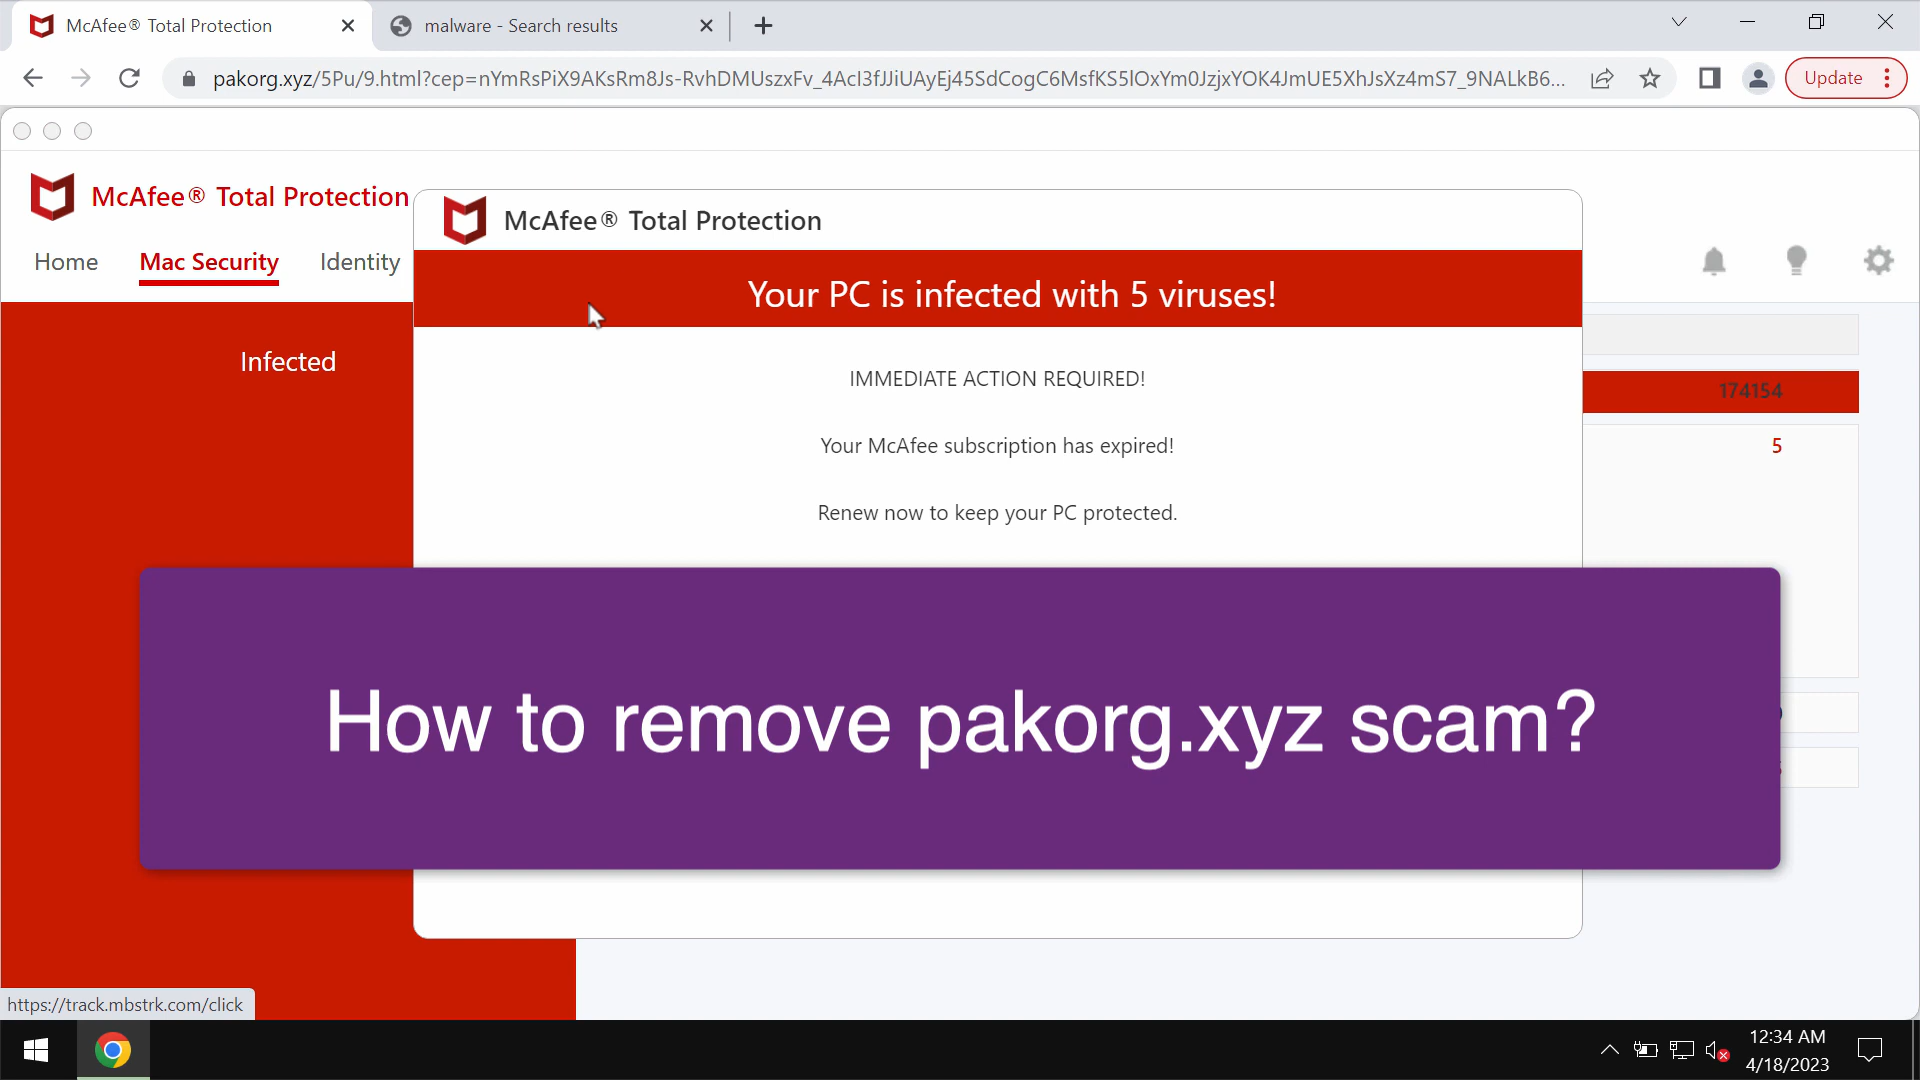 McAfee® Total Protection
malware - Search results
pakorg.xyz/5Pu/9.html?cep=nYmRsPiX9AKsRm8Js-RvhDMUszxFv_4AcI3fJJiUAyEj45SdCogC6MsfKS5lOxYm0JzjxYOK4JmUE5XhJsXz4mS7_9NALkB6...
Update
McAfee® Total Protection
McAfee® Total Protection
Home
Mac Security
Identity
Your PC is infected with 5 viruses!
Infected
IMMEDIATE ACTION REQUIRED!
174154
Your McAfee subscription has expired!
5
Renew now to keep your PC protected.
How to remove pakorg.xyz scam?
https://track.mbstrk.com/click
12:34 AM
4/18/2023